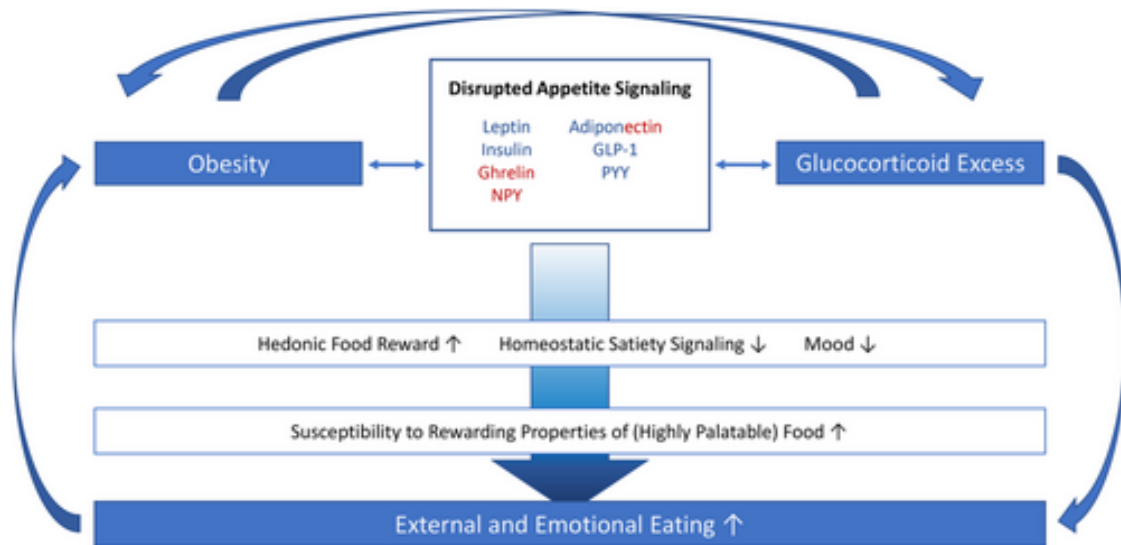 Disrupted Appetite Signaling
Leptin Adiponectin
Insulin GLP-1
Ghrelin PYY
NPY
Obesity
Glucocorticoid Excess
Hedonic Food Reward ↑ Homeostatic Satiety Signaling ↓ Mood ↓
Susceptibility to Rewarding Properties of (Highly Palatable) Food ↑
External and Emotional Eating ↑